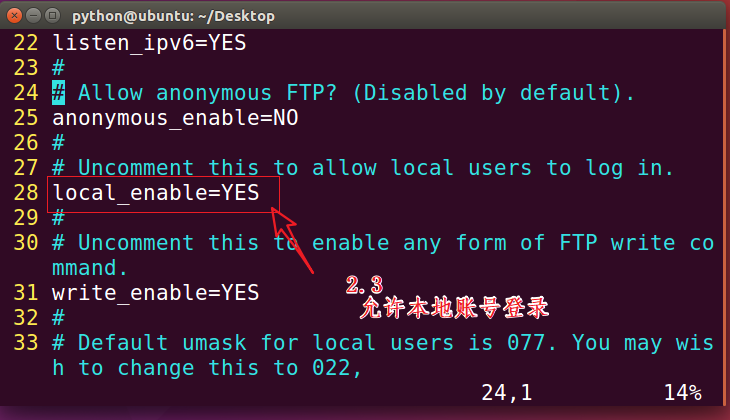 python@ubuntu: ~/Desktop
22 listen_ipv6=YES
23 #
24 # Allow anonymous FTP? (Disabled by default).
25 anonymous_enable=NO
26 #
27 # Uncomment this to allow local users to log in.
28 local_enable=YES
29 #
30 # Uncomment this to enable any form of FTP write co
mmand.
31 write_enable=YES
2.3
允许本地账号登录
32 #
33 # Default umask for local users is 077. You may wis
h to change this to 022,
24,1 14%